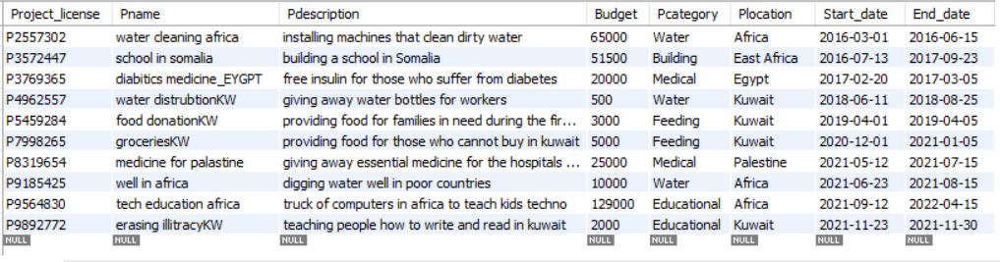 Project_license Pname Pdescription Budget Pcategory Plocation Start_date End_date
P2557302 water cleaning africa installing machines that clean dirty water 65000 Water Africa 2016-03-01 2016-06-15
P3572447 school in somalia building a school in Somalia 51500 Building East Africa 2016-07-13 2017-09-23
P3769365 diabitics medicine_EYGPT free insulin for those who suffer from diabetes 20000 Medical Egypt 2017-02-20 2017-03-05
P4962557 water distrubtionKW giving away water bottles for workers 500 Water Kuwait 2018-06-11 2018-08-25
P5459284 food donationKW providing food for families in need during the fir... 3000 Feeding Kuwait 2019-04-01 2019-04-05
P7998265 groceriesKW providing food for those who cannot buy in kuwait 5000 Feeding Kuwait 2020-12-01 2021-01-05
P8319654 medicine for palastine giving away essential medicine for the hospitals ... 25000 Medical Palestine 2021-05-12 2021-07-15
P9185425 well in africa digging water well in poor countries 10000 Water Africa 2021-06-23 2021-08-15
P9564830 tech education africa truck of computers in africa to teach kids techno 129000 Educational Africa 2021-09-12 2022-04-15
P9892772 erasing illitracyKW teaching people how to write and read in kuwait 2000 Educational Kuwait 2021-11-23 2021-11-30
NULL NULL NULL NULL NULL NULL NULL NULL